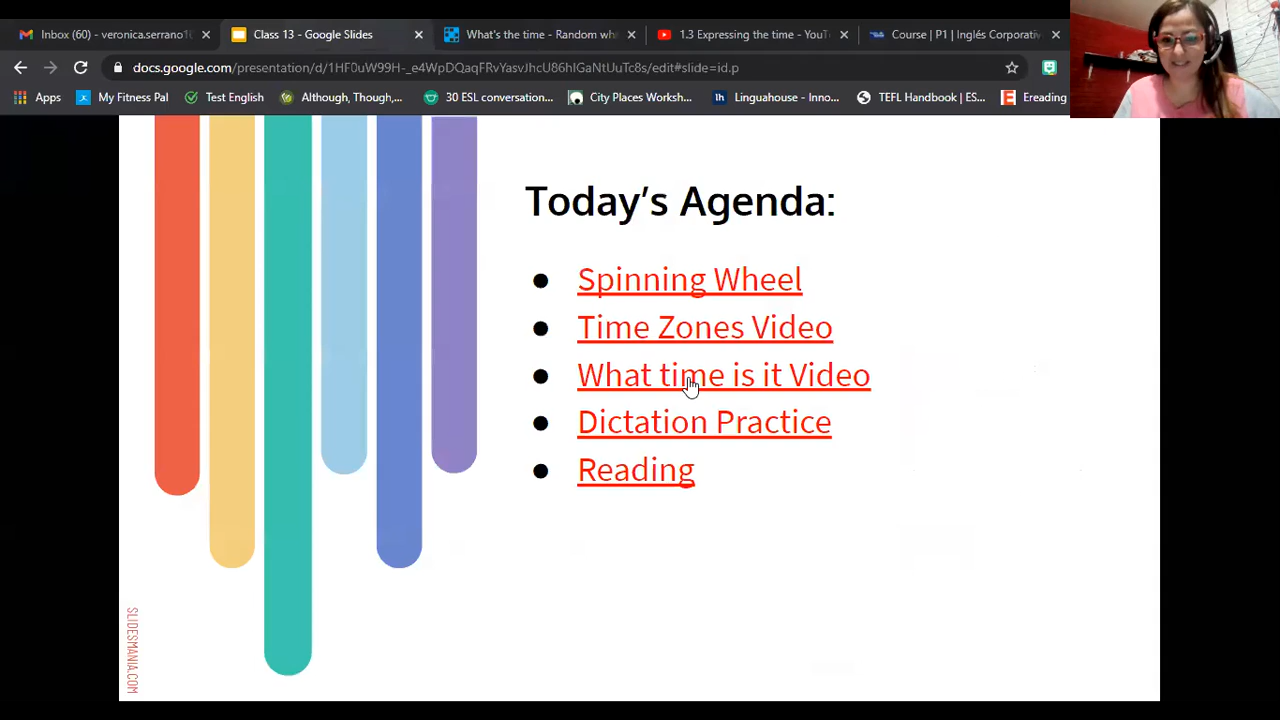 Inbox (60) - veronica.serrano1
Class 13 - Google Slides
What's the time - Random wh
1.3 Expressing the time - YouT
Course | P1 | Inglés Corporativ
docs.google.com/presentation/d/1HF0uW99H-_e4WpDQaqFRvYasvJhcU86hIGaNtUuTc8s/edit#slide=id.p
Apps
My Fitness Pal
Test English
Although, Though,...
30 ESL conversation...
City Places Worksh...
Linguahouse - Inno...
TEFL Handbook | ES...
Ereading
Today's Agenda:
Spinning Wheel
Time Zones Video
What time is it Video
Dictation Practice
Reading
SLIDESMANIA.COM